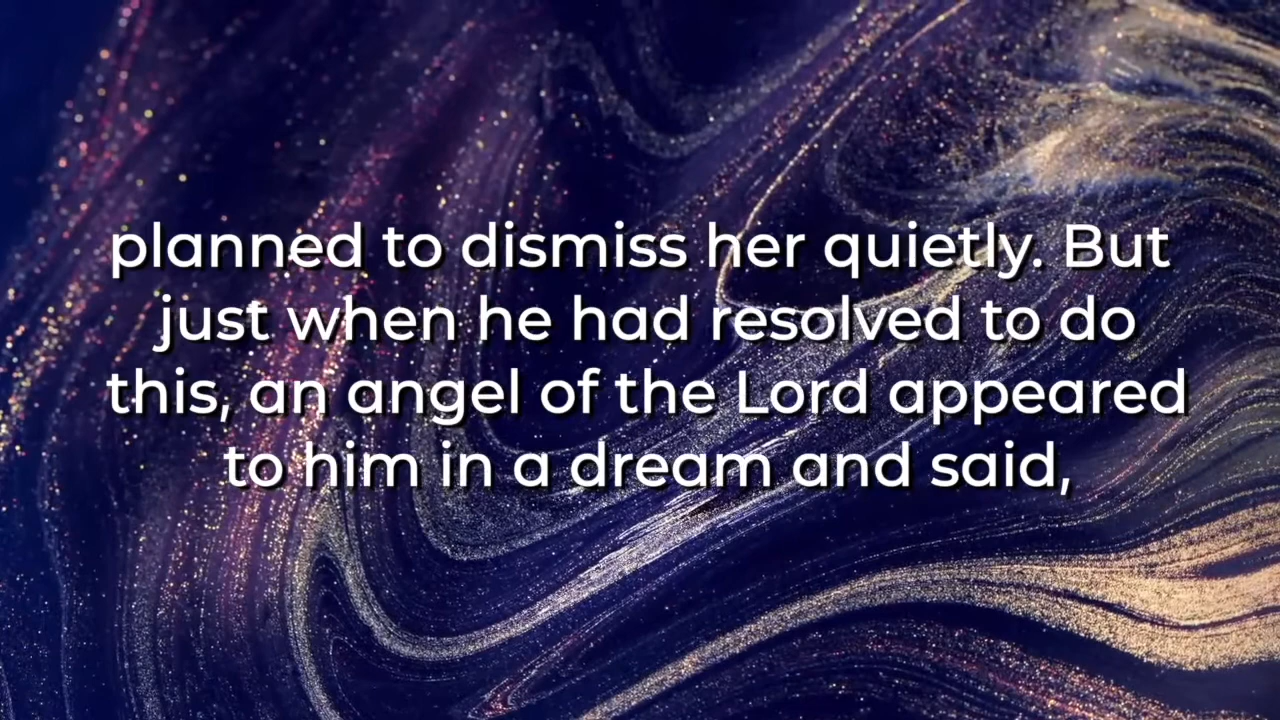 planned to dismiss her quietly. But
just when he had resolved to do
this, an angel of the Lord appeared
to him in a dream and said,